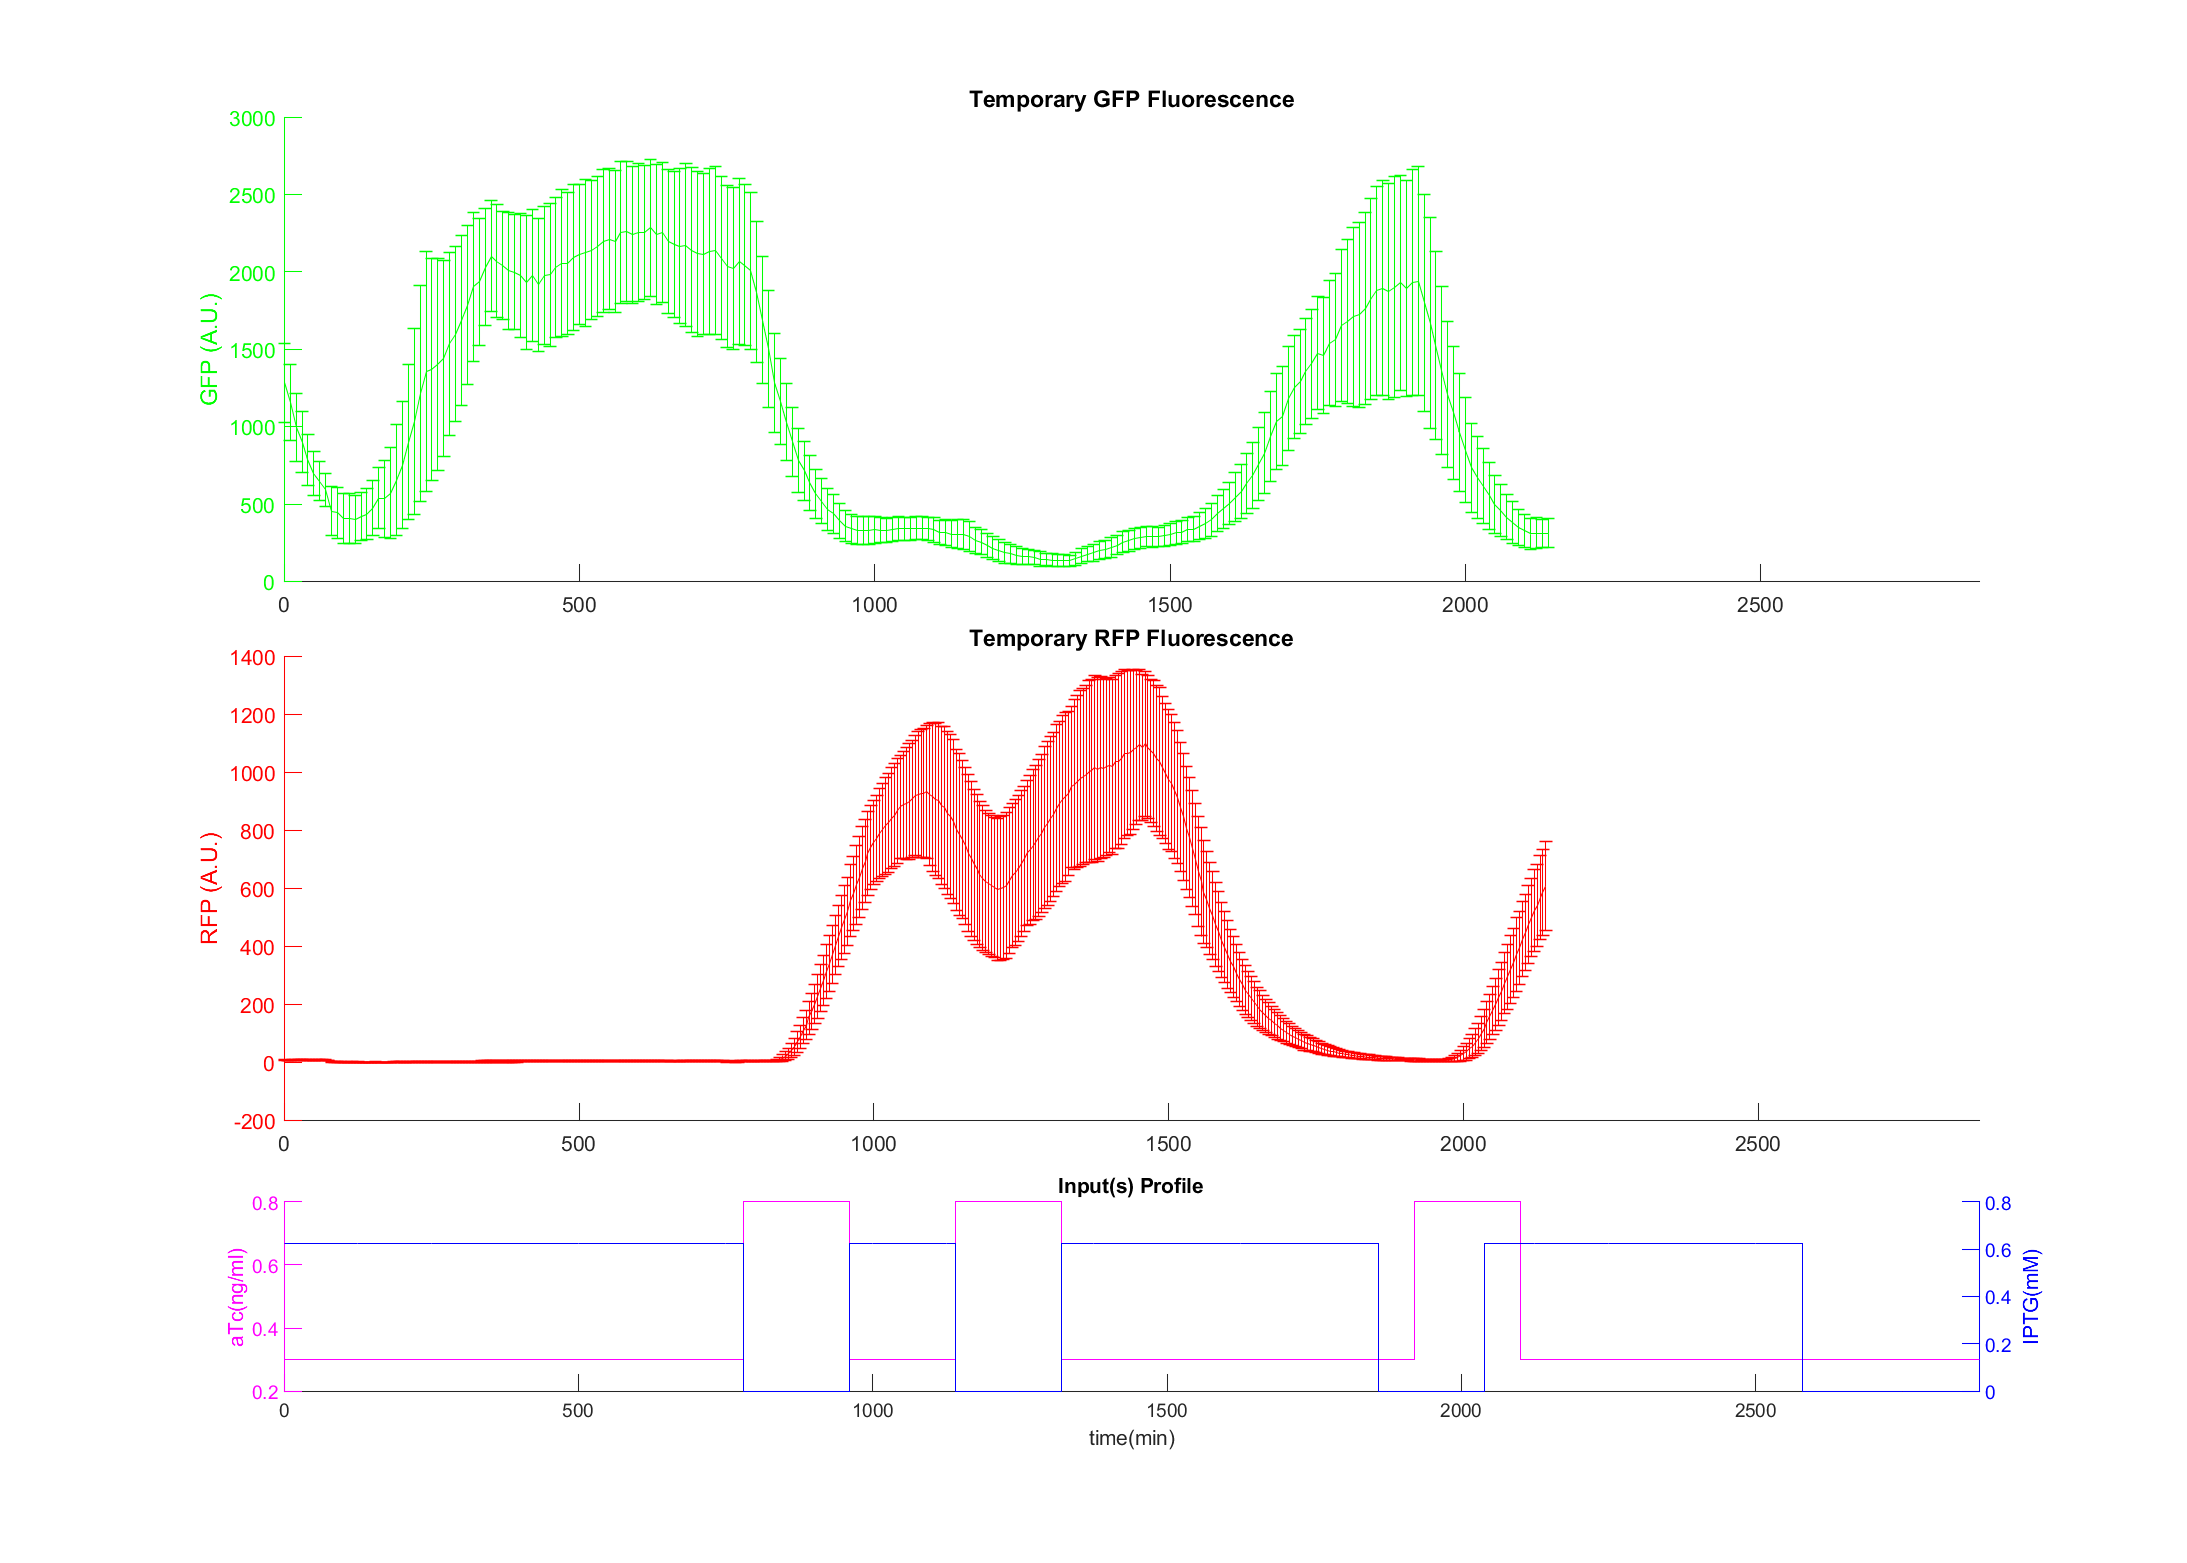 Temporary GFP Fluorescence
3000
2500
2000
1500
1000
500
0
GFP (A.U.)
0 500 1000 1500 2000 2500
Temporary RFP Fluorescence
1400
1200
1000
800
600
400
200
0
-200
RFP (A.U.)
0 500 1000 1500 2000 2500
Input(s) Profile
0.8
0.6
0.4
0.2
aTc(ng/ml)
0.8
0.6
0.4
0.2
0
IPTG(mM)
0 500 1000 1500 2000 2500
time(min)